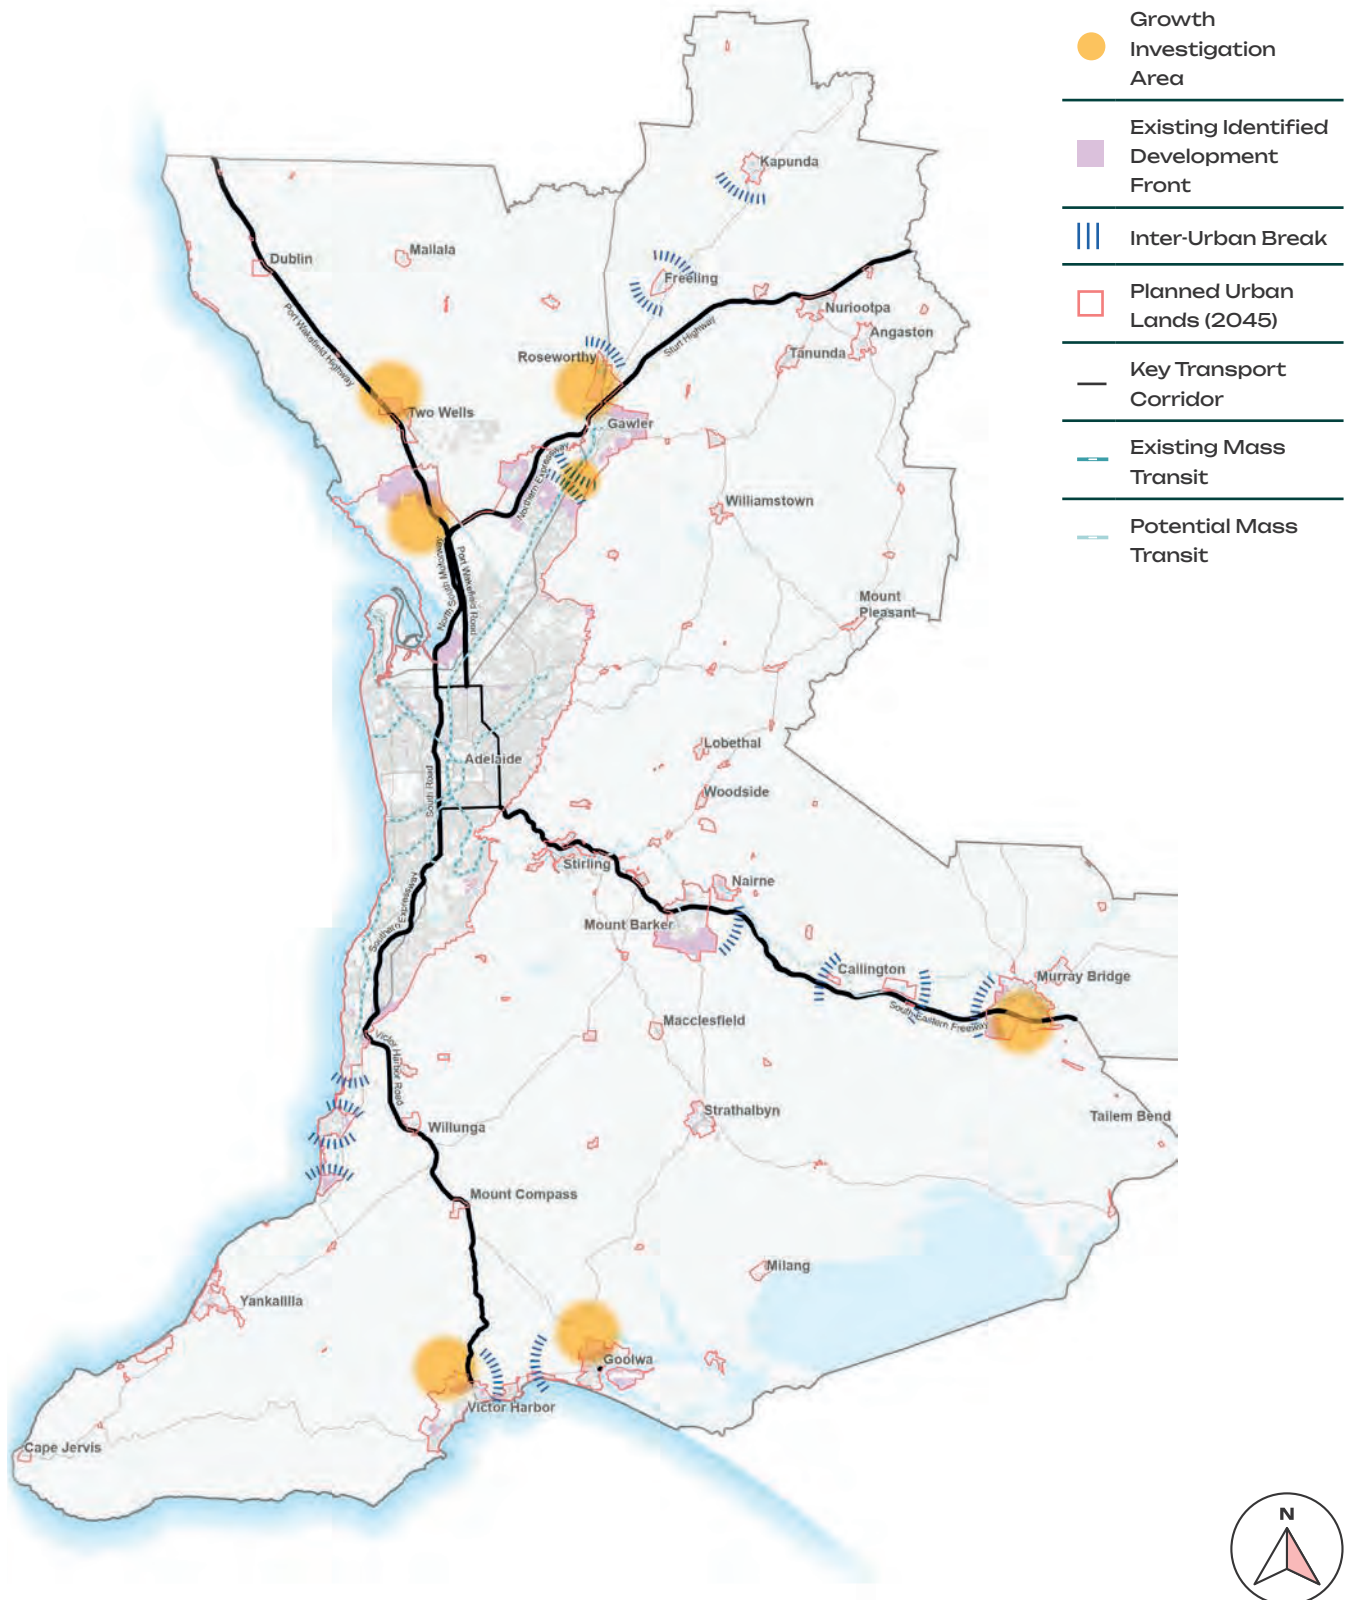 Growth
Investigation
Area
Existing Identified
Development
Front
Inter-Urban Break
Planned Urban
Lands (2045)
Key Transport
Corridor
Existing Mass
Transit
Potential Mass
Transit
Kapunda
Mallala
Dublin
Freeling
Port Wakefield Highway
Nuriootpa
Angaston
Sturt Highway
Tanunda
Roseworthy
Two Wells
Gawler
Northern Expressway
Williamstown
North South Motorway
Port Wakefield Road
Mount
Pleasant
Lobethal
Adelaide
Woodside
South Road
Stirling
Nairne
Southern Expressway
Mount Barker
Callington
Murray Bridge
South Eastern Freeway
Macclesfield
Victor Harbor Road
Strathalbyn
Tailem Bend
Willunga
Mount Compass
Milang
Yankalilla
Goolwa
Victor Harbor
Cape Jervis
N